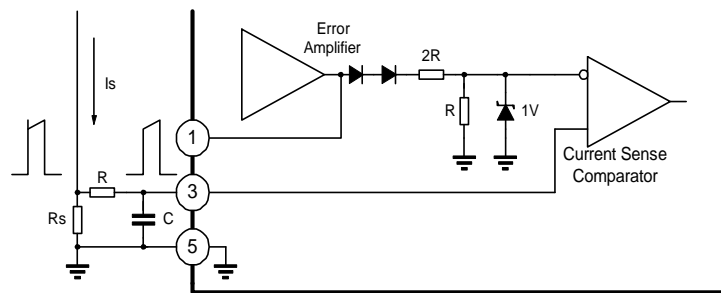 Error
Amplifier
2R
Is
R
1V
1
Current Sense
Comparator
R
3
Rs
C
5